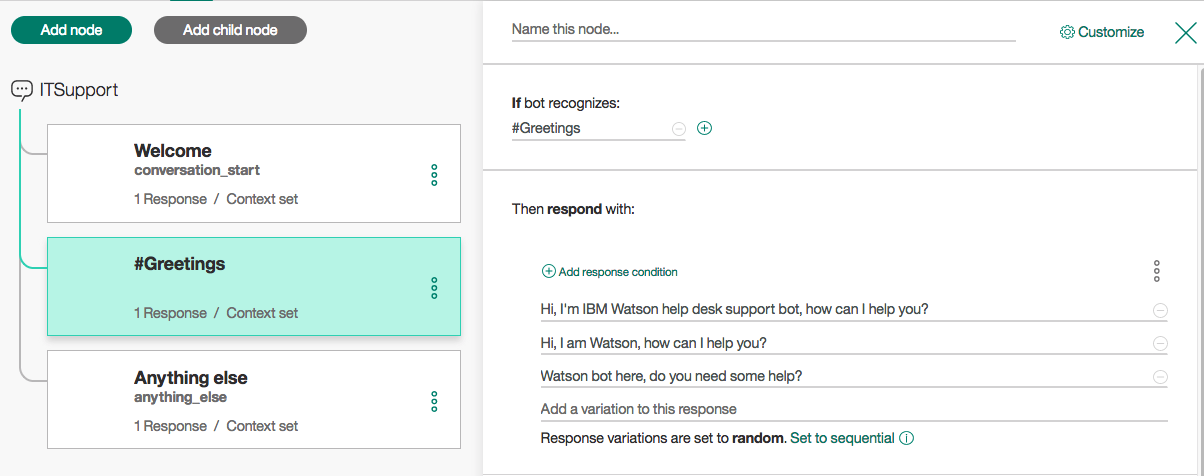 Add node
Add child node
ITSupport
Welcome
conversation_start
1 Response / Context set
#Greetings
1 Response / Context set
Anything else
anything_else
1 Response / Context set
Name this node...
Customize
If bot recognizes:
#Greetings
Then respond with:
Add response condition
Hi, I'm IBM Watson help desk support bot, how can I help you?
Hi, I am Watson, how can I help you?
Watson bot here, do you need some help?
Add a variation to this response
Response variations are set to random. Set to sequential